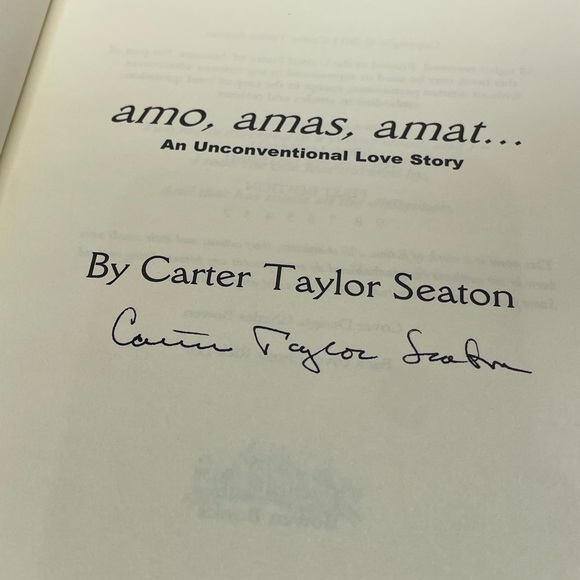 amo, amas, amat...
An Unconventional Love Story
By Carter Taylor Seaton
Carter Taylor Seaton